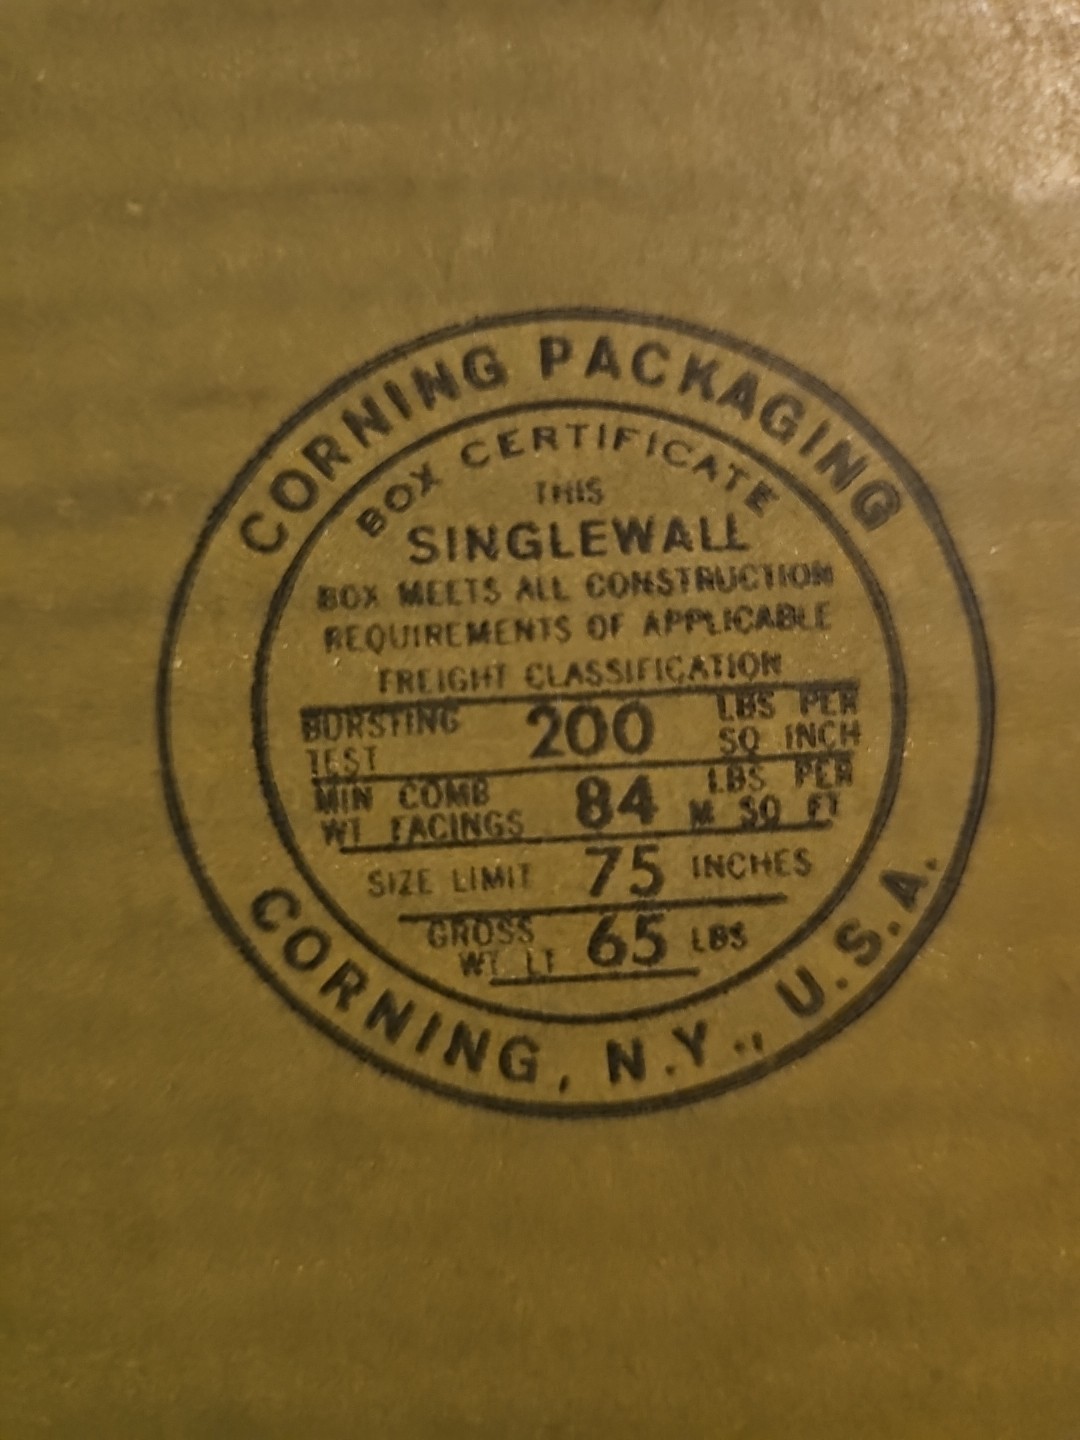 CORNING PACKAGING
BOX CERTIFICATE
THIS
SINGLEWALL
BOX MEETS ALL CONSTRUCTION
REQUIREMENTS OF APPLICABLE
FREIGHT CLASSIFICATION
BURSTING TEST 200 LBS PER SQ INCH
MIN COMB WT FACINGS 84 LBS PER M SQ FT
SIZE LIMIT 75 INCHES
GROSS WT LT 65 LBS
CORNING, N.Y., U.S.A.